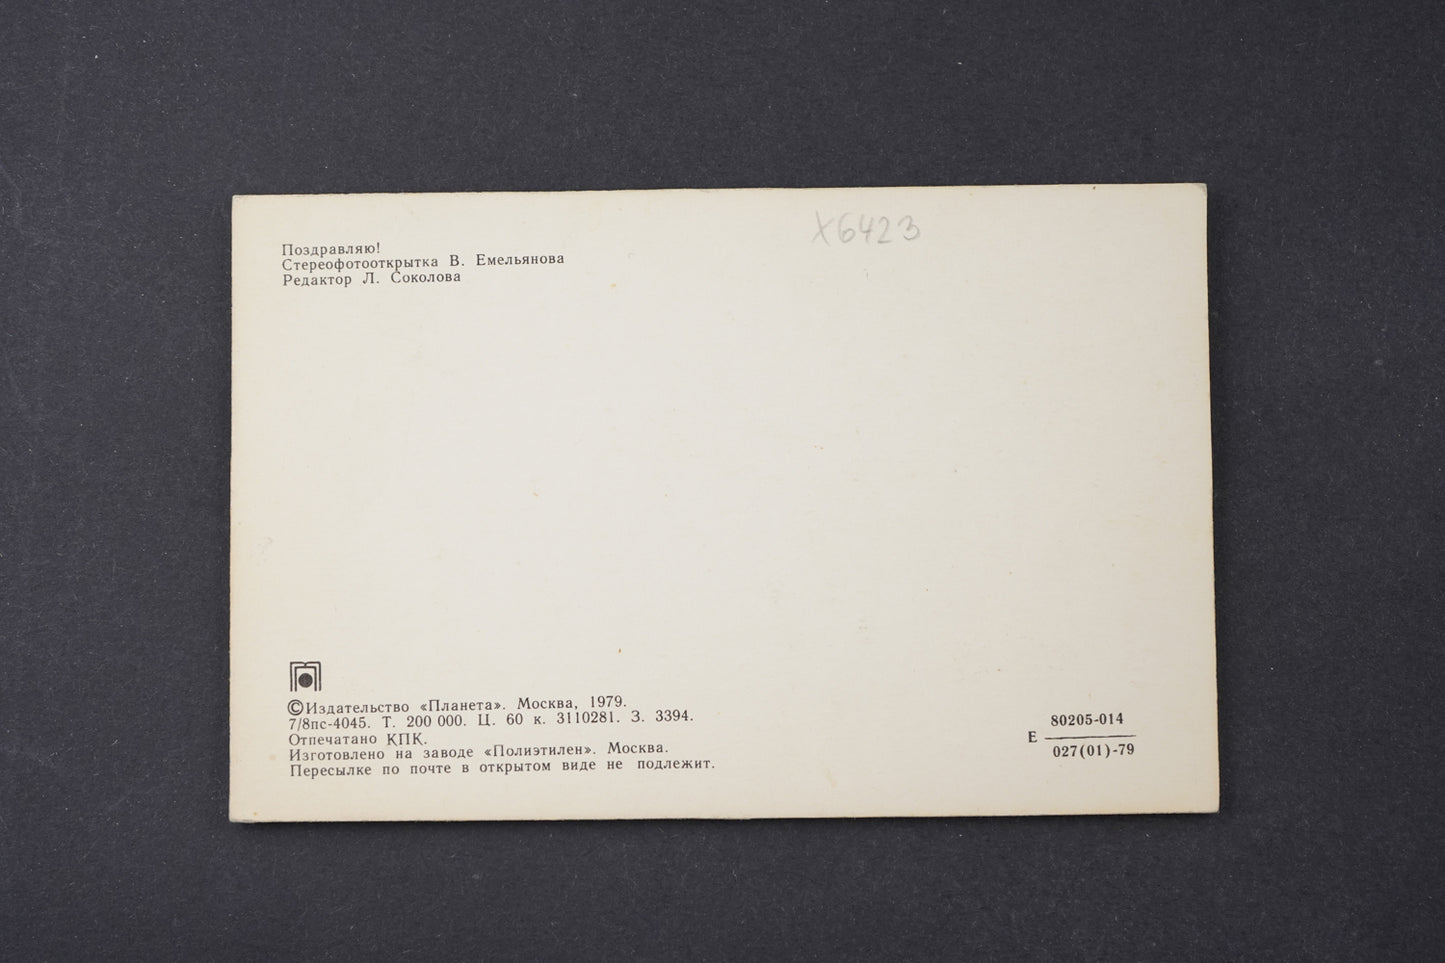 Х6423
Поздравляю!
Стереофотооткрытка В. Емельянова
Редактор Л. Соколова
©Издательство «Планета». Москва, 1979.
7/8пс-4045. Т. 200 000. Ц. 60 к. 3110281. З. 3394.
Отпечатано КПК.
Изготовлено на заводе «Полиэтилен». Москва.
Пересылке по почте в открытом виде не подлежит.
80205-014
Е
027(01)-79